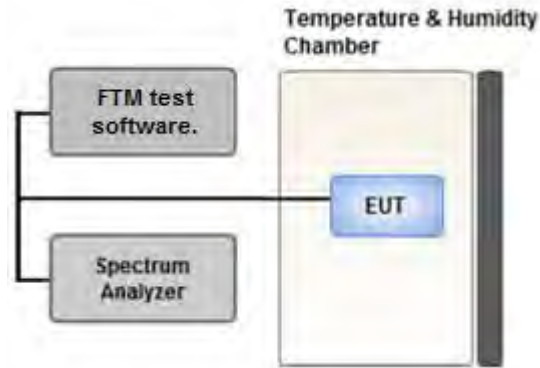 Temperature & Humidity
Chamber
FTM test
software.
EUT
Spectrum
Analyzer